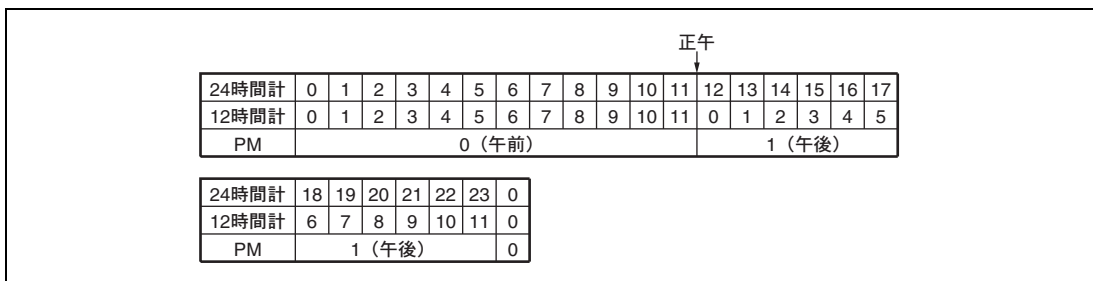 正午
24時間計 0 1 2 3 4 5 6 7 8 9 10 11 12 13 14 15 16 17
12時間計 0 1 2 3 4 5 6 7 8 9 10 11 0 1 2 3 4 5
PM 0（午前） 1（午後）
24時間計 18 19 20 21 22 23 0
12時間計 6 7 8 9 10 11 0
PM 1（午後） 0